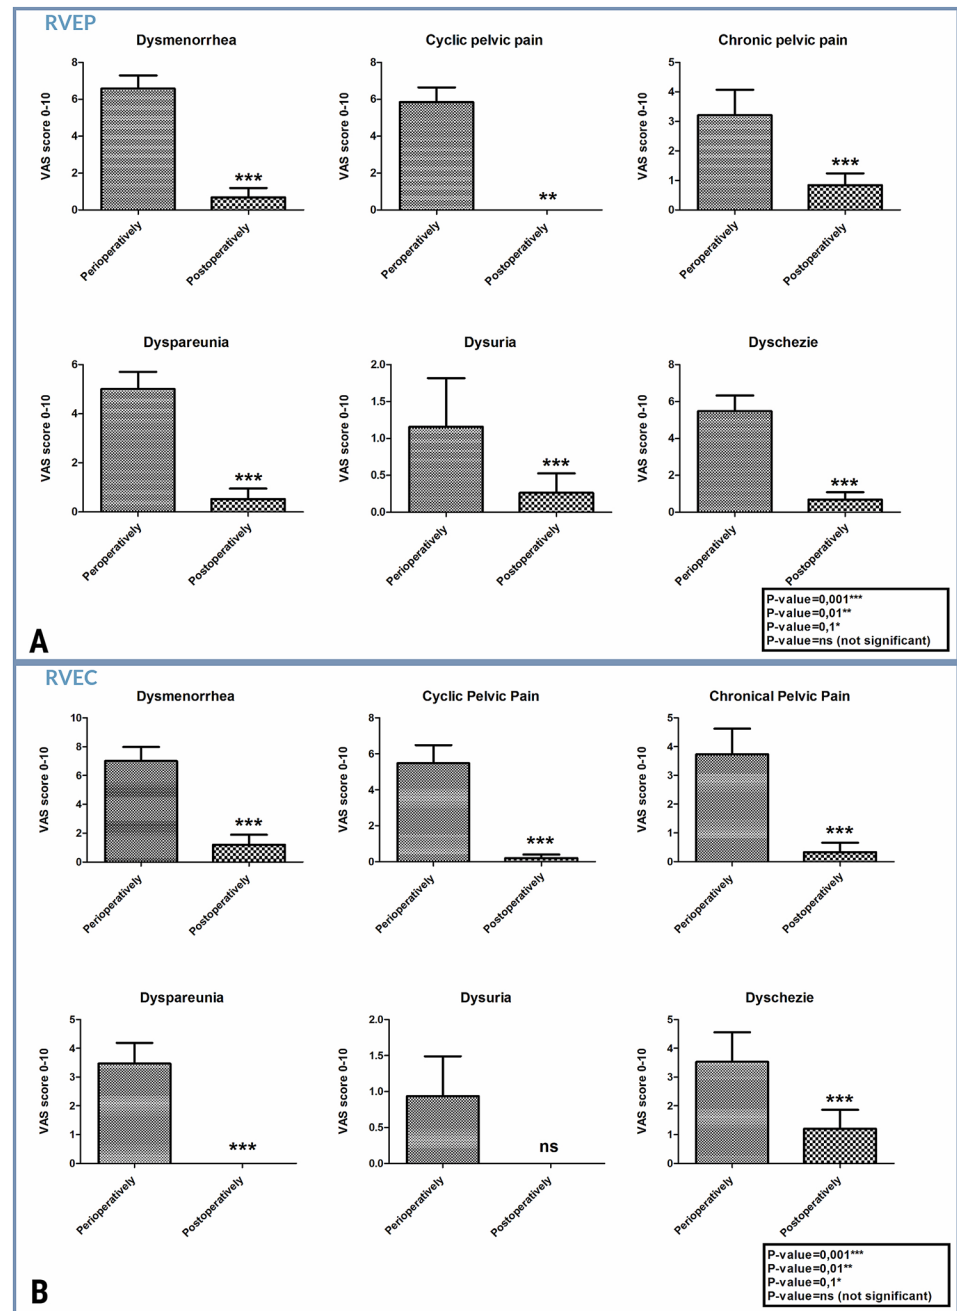 RVEP
Dysmenorrhea
Cyclic pelvic pain
Chronic pelvic pain
VAS score 0-10
8
6
4
2
0
***
Perioperatively
Postoperatively
VAS score 0-10
8
6
4
2
0
**
Peroperatively
Postoperatively
VAS score 0-10
5
4
3
2
1
0
***
Peroperatively
Postoperatively
Dyspareunia
Dysuria
Dyschezie
VAS score 0-10
6
4
2
0
***
Peroperatively
Postoperatively
VAS score 0-10
2.0
1.5
1.0
0.5
0.0
***
Perioperatively
Postoperatively
VAS score 0-10
8
6
4
2
0
***
Peroperatively
Postoperatively
P-value=0,001***
P-value=0,01**
P-value=0,1*
P-value=ns (not significant)
A
RVEC
Dysmenorrhea
Cyclic Pelvic Pain
Chronical Pelvic Pain
VAS score 0-10
10
8
6
4
2
0
***
Perioperatively
Postoperatively
VAS score 0-10
8
6
4
2
0
***
Perioperatively
Postoperatively
VAS score 0-10
5
4
3
2
1
0
***
Perioperatively
Postoperatively
Dyspareunia
Dysuria
Dyschezie
VAS score 0-10
5
4
3
2
1
0
***
Perioperatively
Postoperatively
VAS score 0-10
2.0
1.5
1.0
0.5
0.0
ns
Perioperatively
Postoperatively
VAS score 0-10
5
4
3
2
1
0
***
Perioperatively
Postoperatively
P-value=0,001***
P-value=0,01**
P-value=0,1*
P-value=ns (not significant)
B